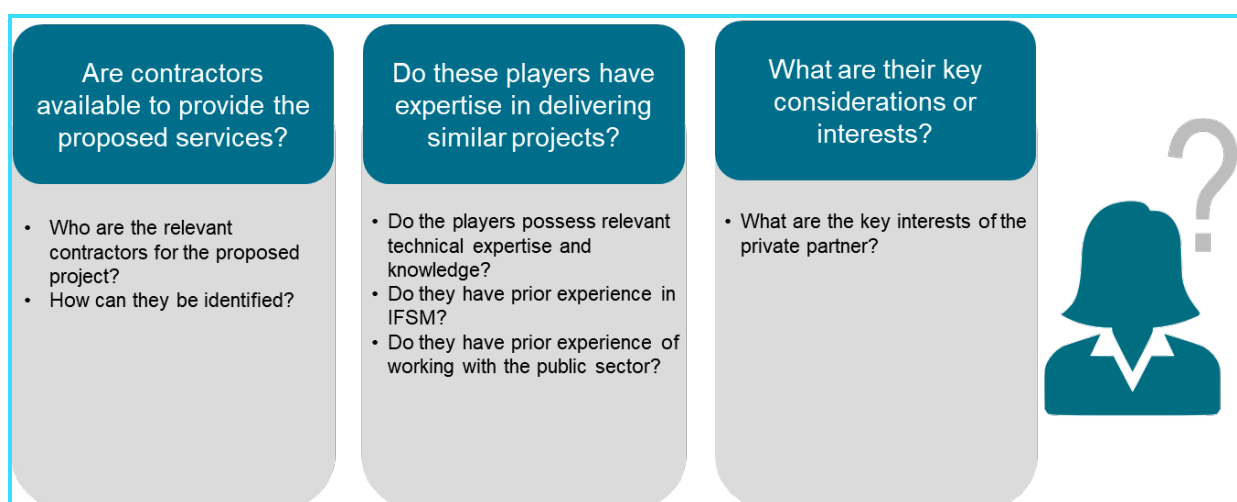 Are contractors
available to provide the
proposed services?
• Who are the relevant
contractors for the proposed
project?
• How can they be identified?
Do these players have
expertise in delivering
similar projects?
• Do the players possess relevant
technical expertise and
knowledge?
• Do they have prior experience in
IFSM?
• Do they have prior experience of
working with the public sector?
What are their key
considerations or
interests?
• What are the key interests of the
private partner?
?